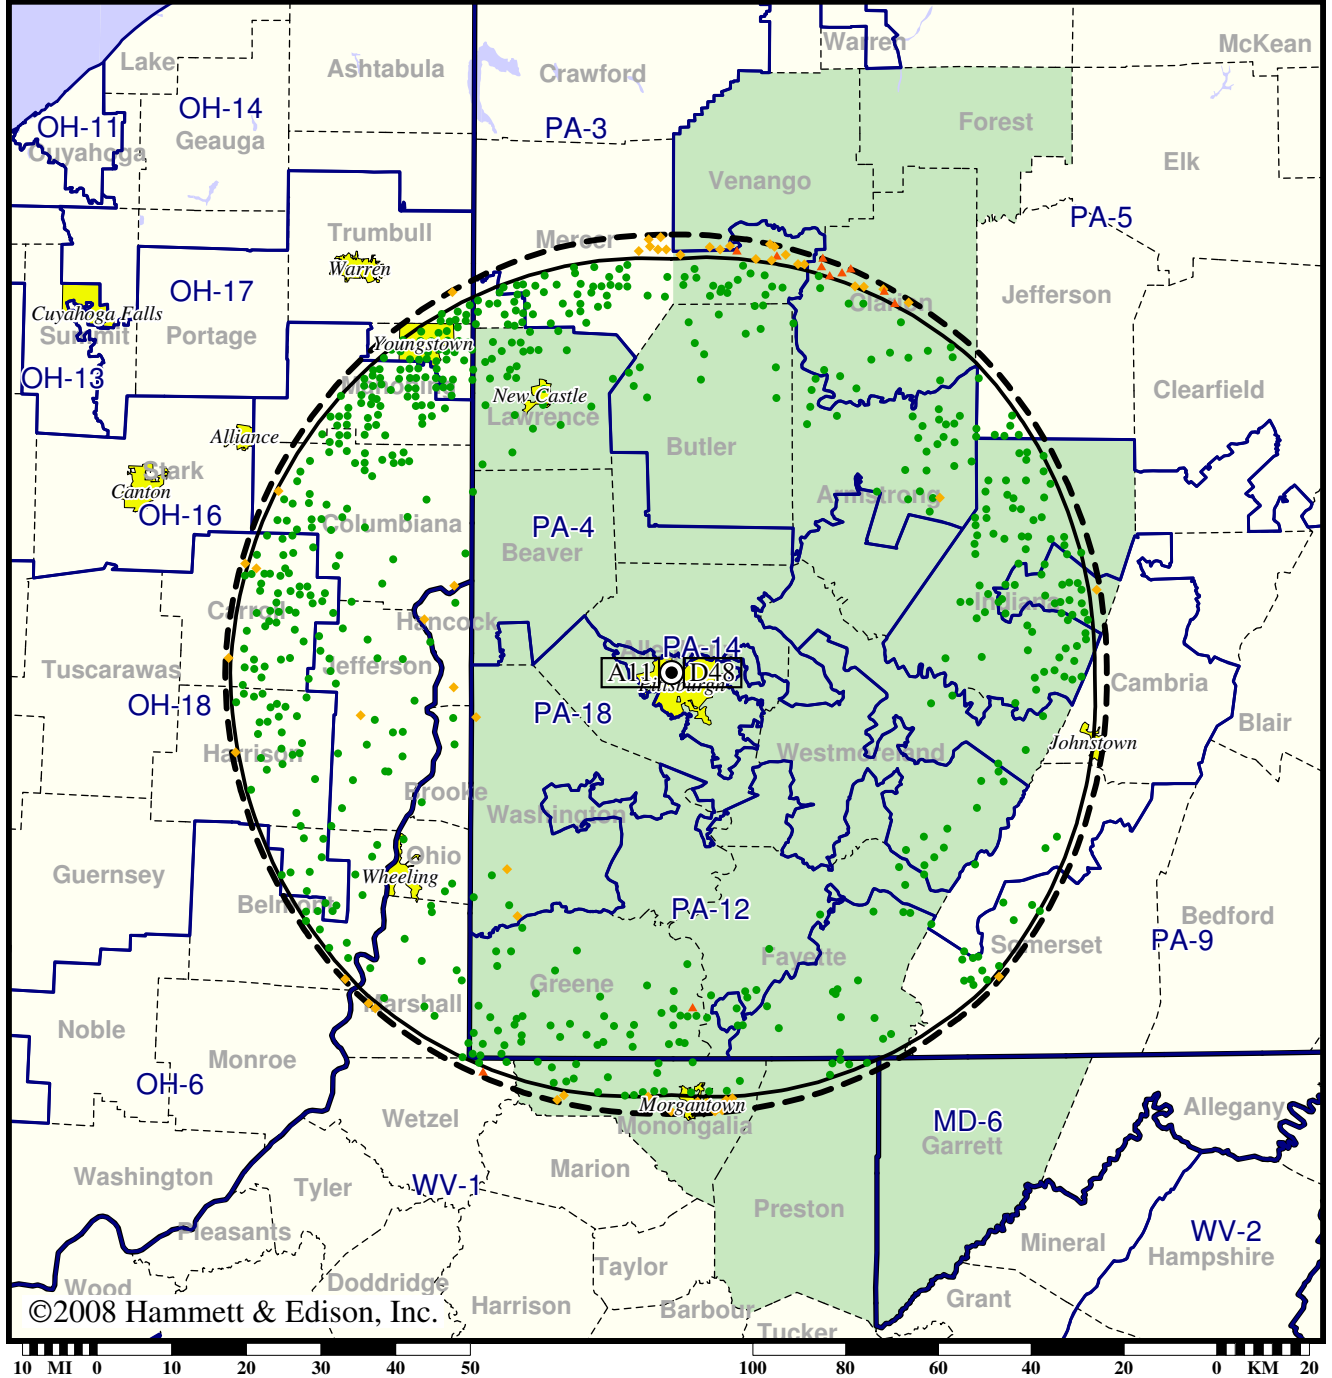 Lake
Ashtabula
Crawford
Warren
McKean
OH-14
OH-11
Geauga
Cuyahoga
PA-3
Forest
Elk
Venango
PA-5
Trumbull
Mercer
Warren
OH-17
Jefferson
Clarion
Cuyahoga Falls
Summit
Portage
Youngstown
OH-13
Mahoning
New Castle
Lawrence
Clearfield
Alliance
Butler
Stark
Canton
Armstrong
OH-16
Columbiana
PA-4
Beaver
Carroll
Hancock
Indiana
Allegheny
PA-14
Tuscarawas
Jefferson
A11
D48
Pittsburgh
Cambria
OH-18
PA-18
Blair
Johnstown
Harrison
Westmoreland
Brooke
Washington
Ohio
Guernsey
Wheeling
Belmont
PA-12
Bedford
Somerset
PA-9
Fayette
Greene
Marshall
Noble
Monroe
OH-6
Morgantown
Wetzel
Monongalia
MD-6
Allegany
Garrett
Washington
Marion
Tyler
WV-1
Preston
Pleasants
Mineral
WV-2
Hampshire
Taylor
Wood
Doddridge
Harrison
Barbour
Grant
Tucker
©2008 Hammett & Edison, Inc.
10 MI 0 10 20 30 40 50 100 80 60 40 20 0 KM 20